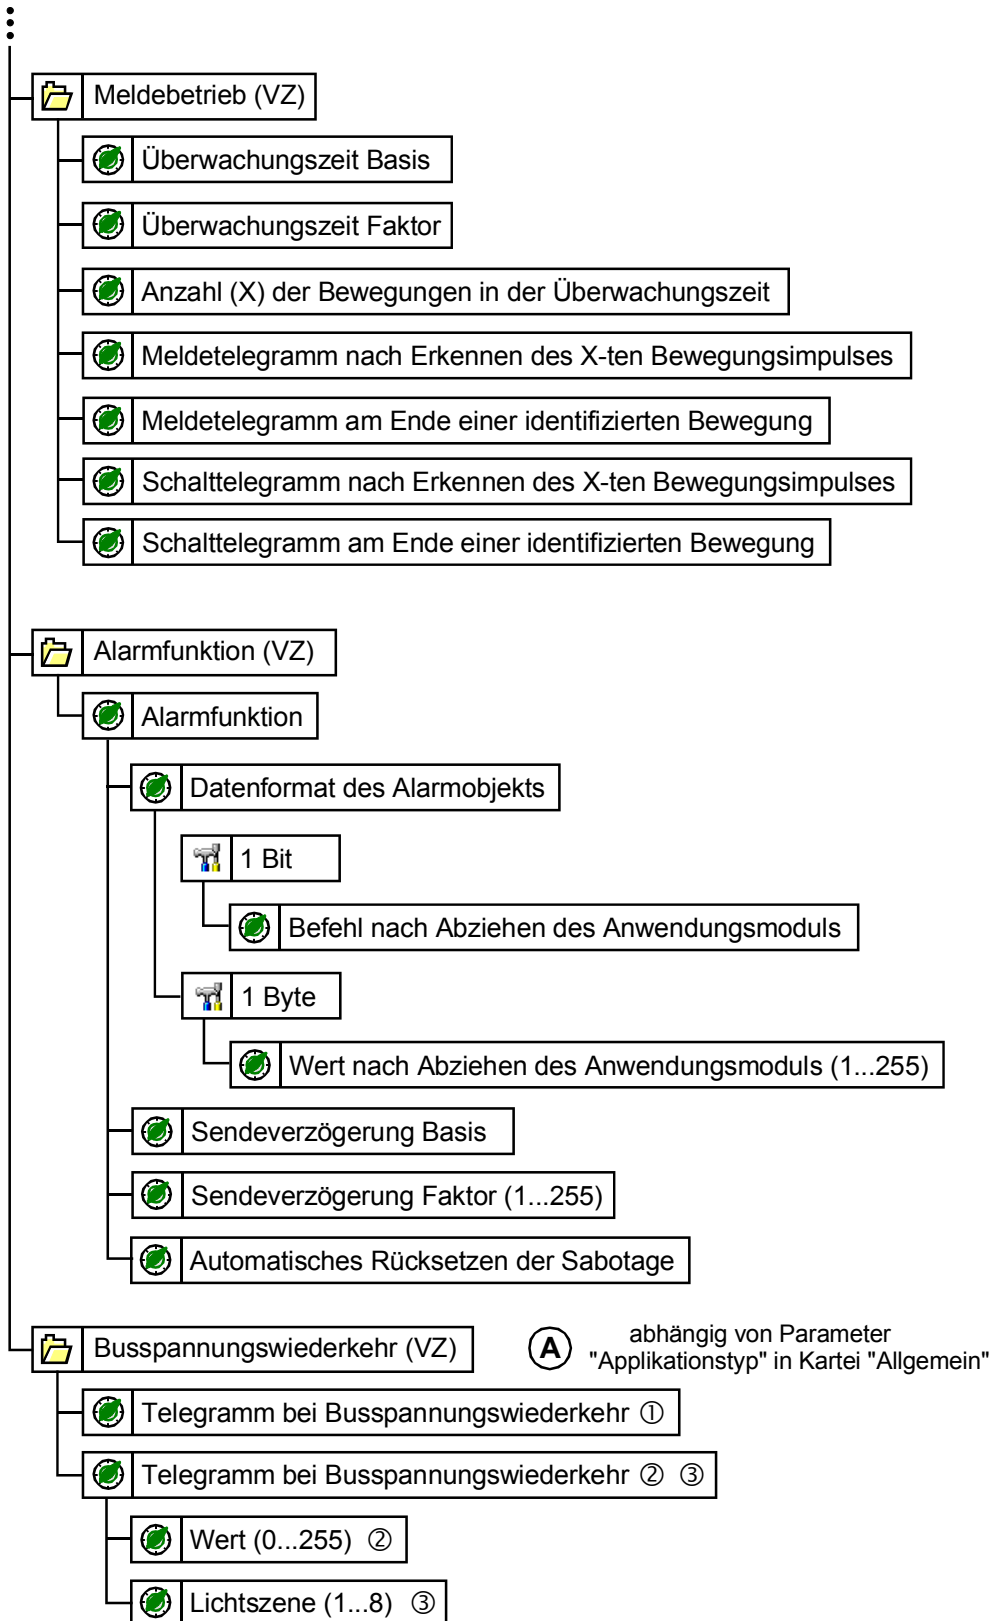 Meldebetrieb (VZ)
Überwachungszeit Basis
Überwachungszeit Faktor
Anzahl (X) der Bewegungen in der Überwachungszeit
Meldetelegramm nach Erkennen des X-ten Bewegungsimpulses
Meldetelegramm am Ende einer identifizierten Bewegung
Schalttelegramm nach Erkennen des X-ten Bewegungsimpulses
Schalttelegramm am Ende einer identifizierten Bewegung
Alarmfunktion (VZ)
Alarmfunktion
Datenformat des Alarmobjekts
1 Bit
Befehl nach Abziehen des Anwendungsmoduls
1 Byte
Wert nach Abziehen des Anwendungsmoduls (1...255)
Sendeverzögerung Basis
Sendeverzögerung Faktor (1...255)
Automatisches Rücksetzen der Sabotage
Busspannungswiederkehr (VZ)
A
abhängig von Parameter
"Applikationstyp" in Kartei "Allgemein"
Telegramm bei Busspannungswiederkehr ①
Telegramm bei Busspannungswiederkehr ② ③
Wert (0...255) ②
Lichtszene (1...8) ③